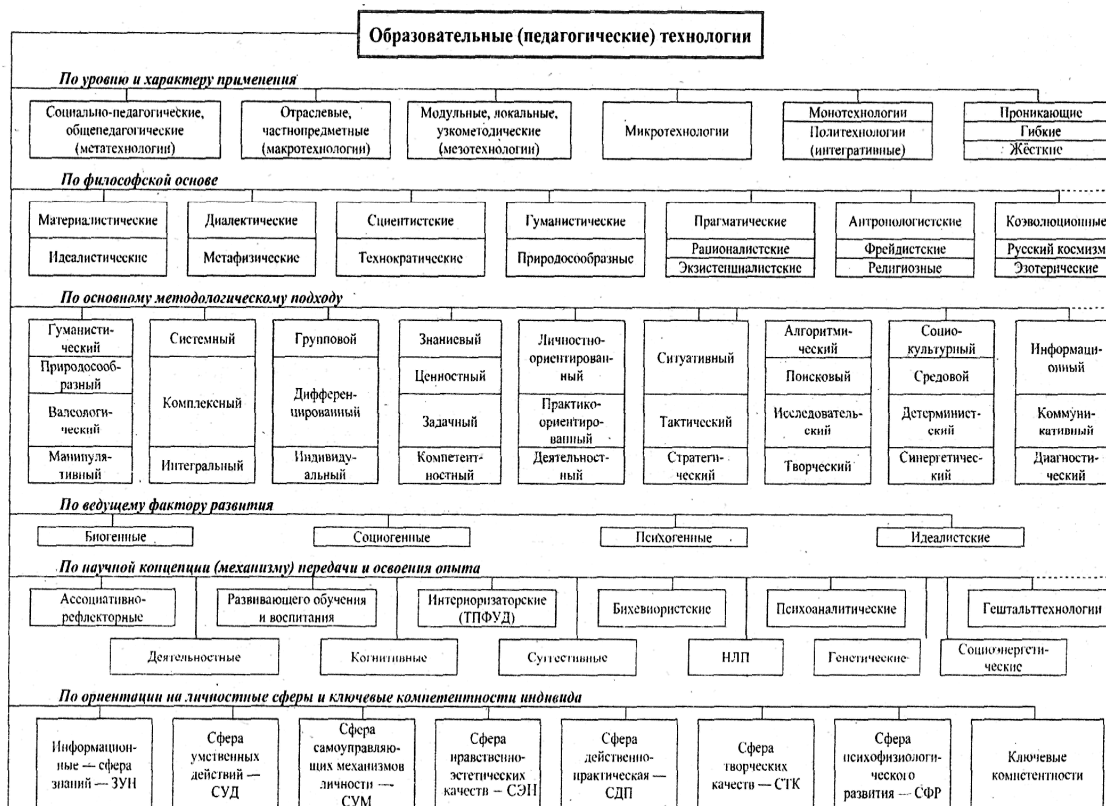 Образовательные (педагогические) технологии
По уровню и характеру применения
Социально-педагогические,
общепедагогические
(метатехнологии)
Отраслевые,
частнопредметные
(макротехнологии)
Модульные, локальные,
узкометодические
(мезотехнологии)
Микротехнологии
Монотехнологии
Политехнологии
(интегративные)
Проникающие
Гибкие
Жёсткие
По философской основе
Материалистические
Идеалистические
Диалектические
Метафизические
Сциентистские
Технократические
Гуманистические
Природосообразные
Прагматические
Рационалистские
Экзистенциалистские
Антропологистские
Фрейдистские
Религиозные
Коэволюционные
Русский космизм
Эзотерические
По основному методологическому подходу
Гуманисти-
ческий
Природосооб-
разный
Валеологи-
ческий
Манипуля-
тивный
Системный
Комплексный
Интегральный
Групповой
Дифферен-
цированный
Индивиду-
альный
Знаниевый
Ценностный
Задачный
Компетент-
ностный
Личностно-
ориентирован-
ный
Практико-
ориентиро-
ванный
Деятельност-
ный
Ситуативный
Тактический
Стратеги-
ческий
Алгоритми-
ческий
Поисковый
Исследователь-
ский
Творческий
Социо-
культурный
Средовой
Детерминист-
ский
Синергетичес-
кий
Информаци-
онный
Коммуни-
кативный
Диагности-
ческий
По ведущему фактору развития
Биогенные
Социогенные
Психогенные
Идеалистские
По научной концепции (механизму) передачи и освоения опыта
Ассоциативно-
рефлекторные
Развивающего обучения
и воспитания
Интериоризаторские
(ТПФУД)
Бихевиористские
Психоаналитические
Гештальттехнологии
Деятельностные
Когнитивные
Суггестивные
НЛП
Генетические
Социоэнергети-
ческие
По ориентации на личностные сферы и ключевые компетентности индивида
Информацион-
ные — сфера
знаний — ЗУН
Сфера
умственных
действий —
СУД
Сфера
самоуправляю-
щих механизмов
личности —
СУМ
Сфера
нравственно-
эстетических
качеств – СЭН
Сфера
действенно-
практическая —
СДП
Сфера
творческих
качеств — СТК
Сфера
психофизиологи-
ческого
развития — СФР
Ключевые
компетентности